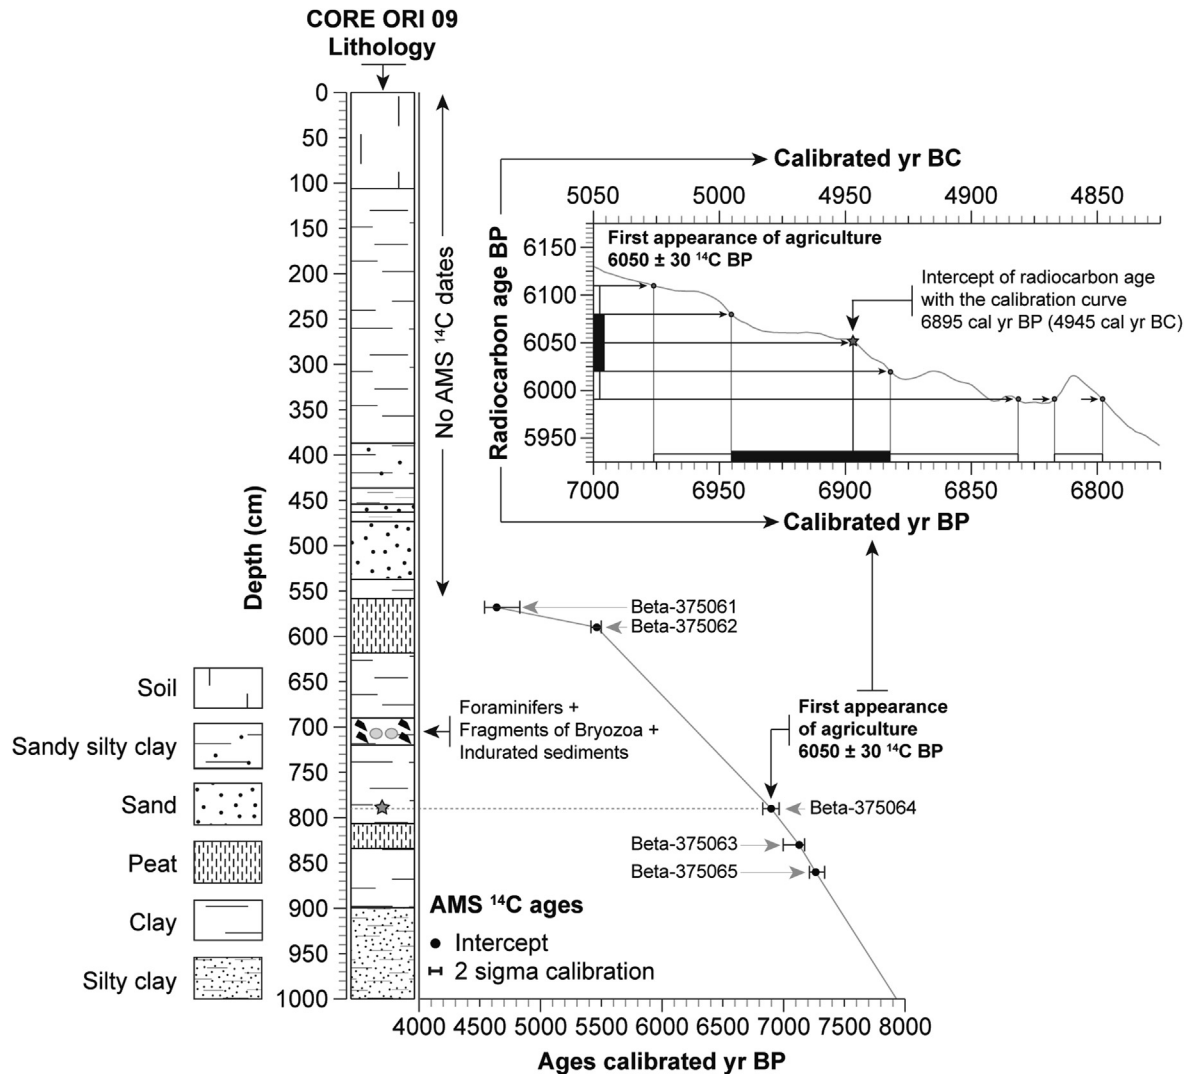 CORE ORI 09
Lithology
0
50
100
150
200
250
300
350
400
450
500
550
600
650
700
750
800
850
900
950
1000
Depth (cm)
No AMS ¹⁴C dates
Calibrated yr BC
5050
5000
4950
4900
4850
Radiocarbon age BP
6150
6100
6050
6000
5950
First appearance of agriculture
6050 ± 30 ¹⁴C BP
Intercept of radiocarbon age
with the calibration curve
6895 cal yr BP (4945 cal yr BC)
7000
6950
6900
6850
6800
Calibrated yr BP
Beta-375061
Beta-375062
Foraminifers +
Fragments of Bryozoa +
Indurated sediments
First appearance
of agriculture
6050 ± 30 ¹⁴C BP
Beta-375064
Beta-375063
Beta-375065
Soil
Sandy silty clay
Sand
Peat
Clay
Silty clay
AMS ¹⁴C ages
Intercept
2 sigma calibration
4000 4500 5000 5500 6000 6500 7000 7500 8000
Ages calibrated yr BP